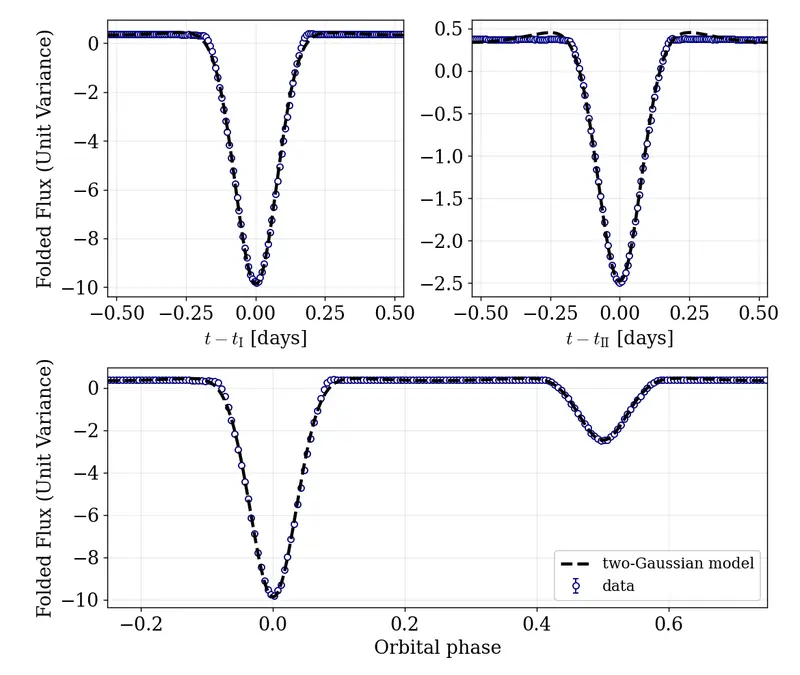 Folded Flux (Unit Variance)
0
−2
−4
−6
−8
−10
−0.50 −0.25 0.00 0.25 0.50
t − t_I [days]
0.5
0.0
−0.5
−1.0
−1.5
−2.0
−2.5
−0.50 −0.25 0.00 0.25 0.50
t − t_II [days]
Folded Flux (Unit Variance)
0
−2
−4
−6
−8
−10
two-Gaussian model
data
−0.2 0.0 0.2 0.4 0.6
Orbital phase